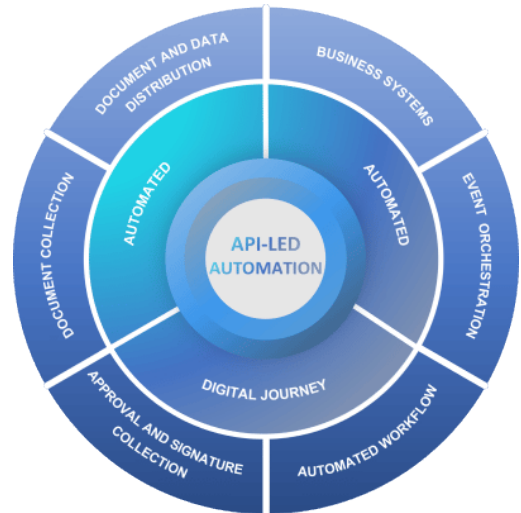 DOCUMENT AND DATA
DISTRIBUTION
BUSINESS SYSTEMS
AUTOMATED
AUTOMATED
DOCUMENT COLLECTION
EVENT ORCHESTRATION
API-LED
AUTOMATION
DIGITAL JOURNEY
APPROVAL AND SIGNATURE
COLLECTION
AUTOMATED WORKFLOW